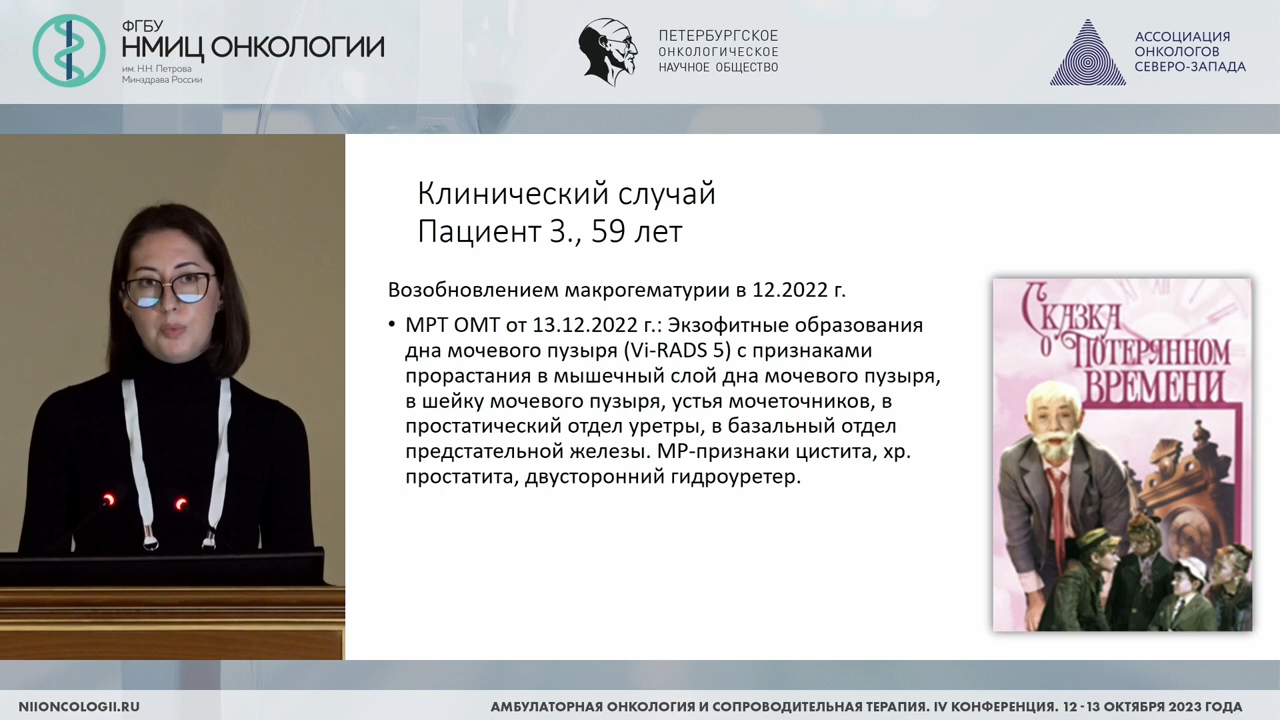 ФГБУ
НМИЦ ОНКОЛОГИИ
им. Н.Н. Петрова
Минздрава России
ПЕТЕРБУРГСКОЕ
ОНКОЛОГИЧЕСКОЕ
НАУЧНОЕ ОБЩЕСТВО
АССОЦИАЦИЯ
ОНКОЛОГОВ
СЕВЕРО-ЗАПАДА
Клинический случай
Пациент З., 59 лет
Возобновлением макрогематурии в 12.2022 г.
• МРТ ОМТ от 13.12.2022 г.: Экзофитные образования
дна мочевого пузыря (Vi-RADS 5) с признаками
прорастания в мышечный слой дна мочевого пузыря,
в шейку мочевого пузыря, устья мочеточников, в
простатический отдел уретры, в базальный отдел
предстательной железы. МР-признаки цистита, хр.
простатита, двусторонний гидроуретер.
СКАЗКА
О ПОТЕРЯННОМ
ВРЕМЕНИ
NIIONCOLOGII.RU
АМБУЛАТОРНАЯ ОНКОЛОГИЯ И СОПРОВОДИТЕЛЬНАЯ ТЕРАПИЯ. IV КОНФЕРЕНЦИЯ. 12-13 ОКТЯБРЯ 2023 ГОДА